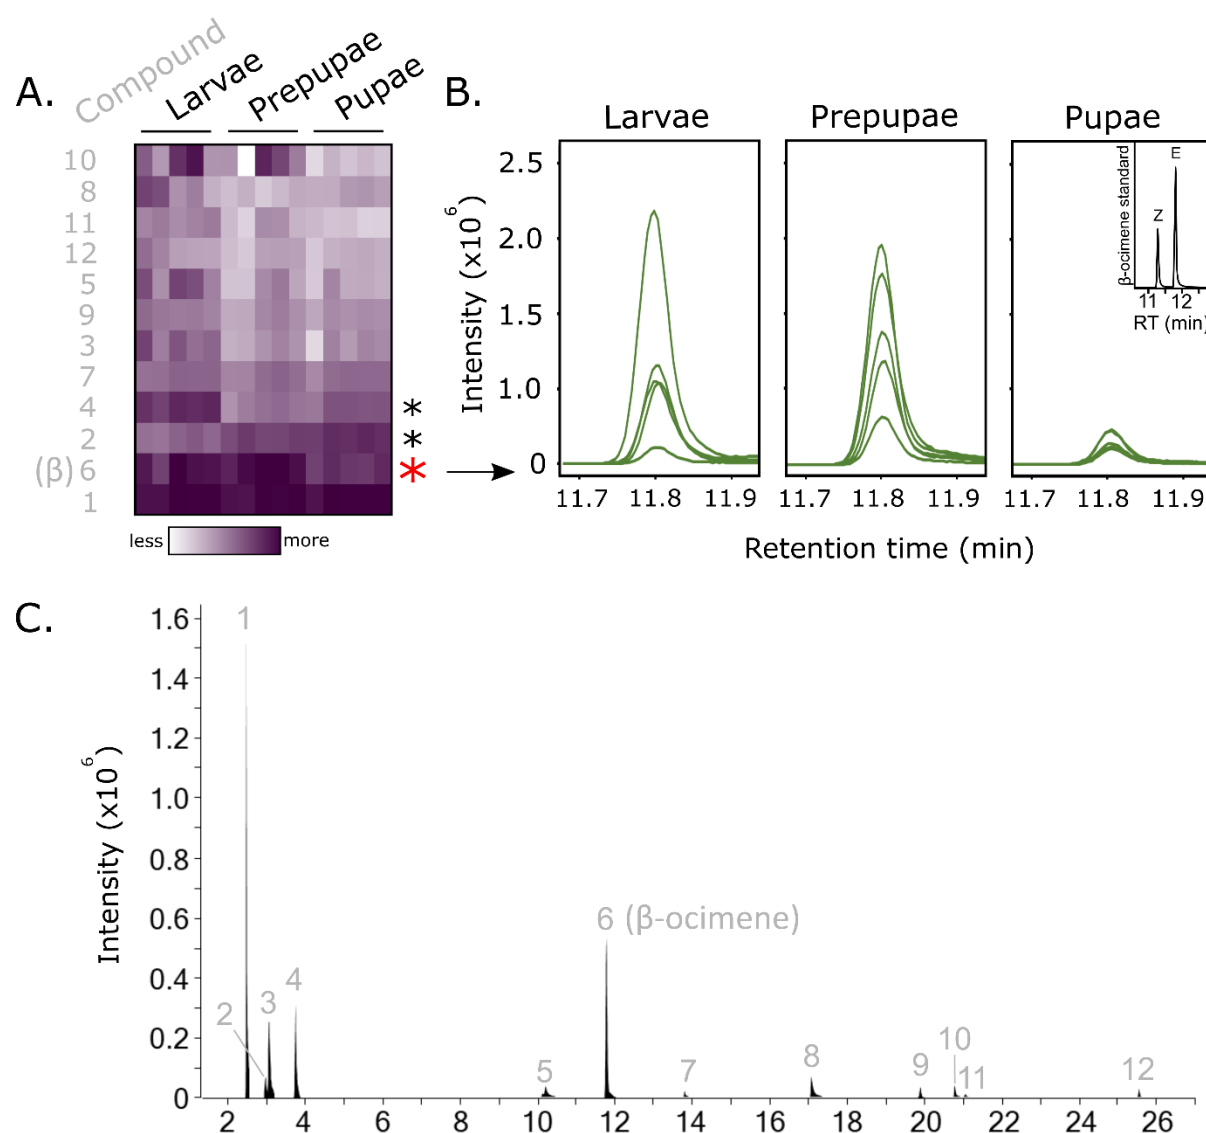 A.
Compound
Larvae
Prepupae
Pupae
10
8
11
12
5
9
3
7
4 *
2 *
(β) 6 *
1
less more
B.
Larvae Prepupae Pupae
Intensity (x10⁶)
2.5
2.0
1.5
1.0
0
11.7 11.8 11.9 11.7 11.8 11.9 11.7 11.8 11.9
Retention time (min)
β-ocimene standard
Z E
11 12
RT (min)
C.
Intensity (x10⁶)
1.6
1.4
1.2
1.0
0.8
0.6
0.4
0.2
0
1
2
3
4
5
6 (β-ocimene)
7
8
9
10
11
12
2 4 6 8 10 12 14 16 18 20 22 24 26